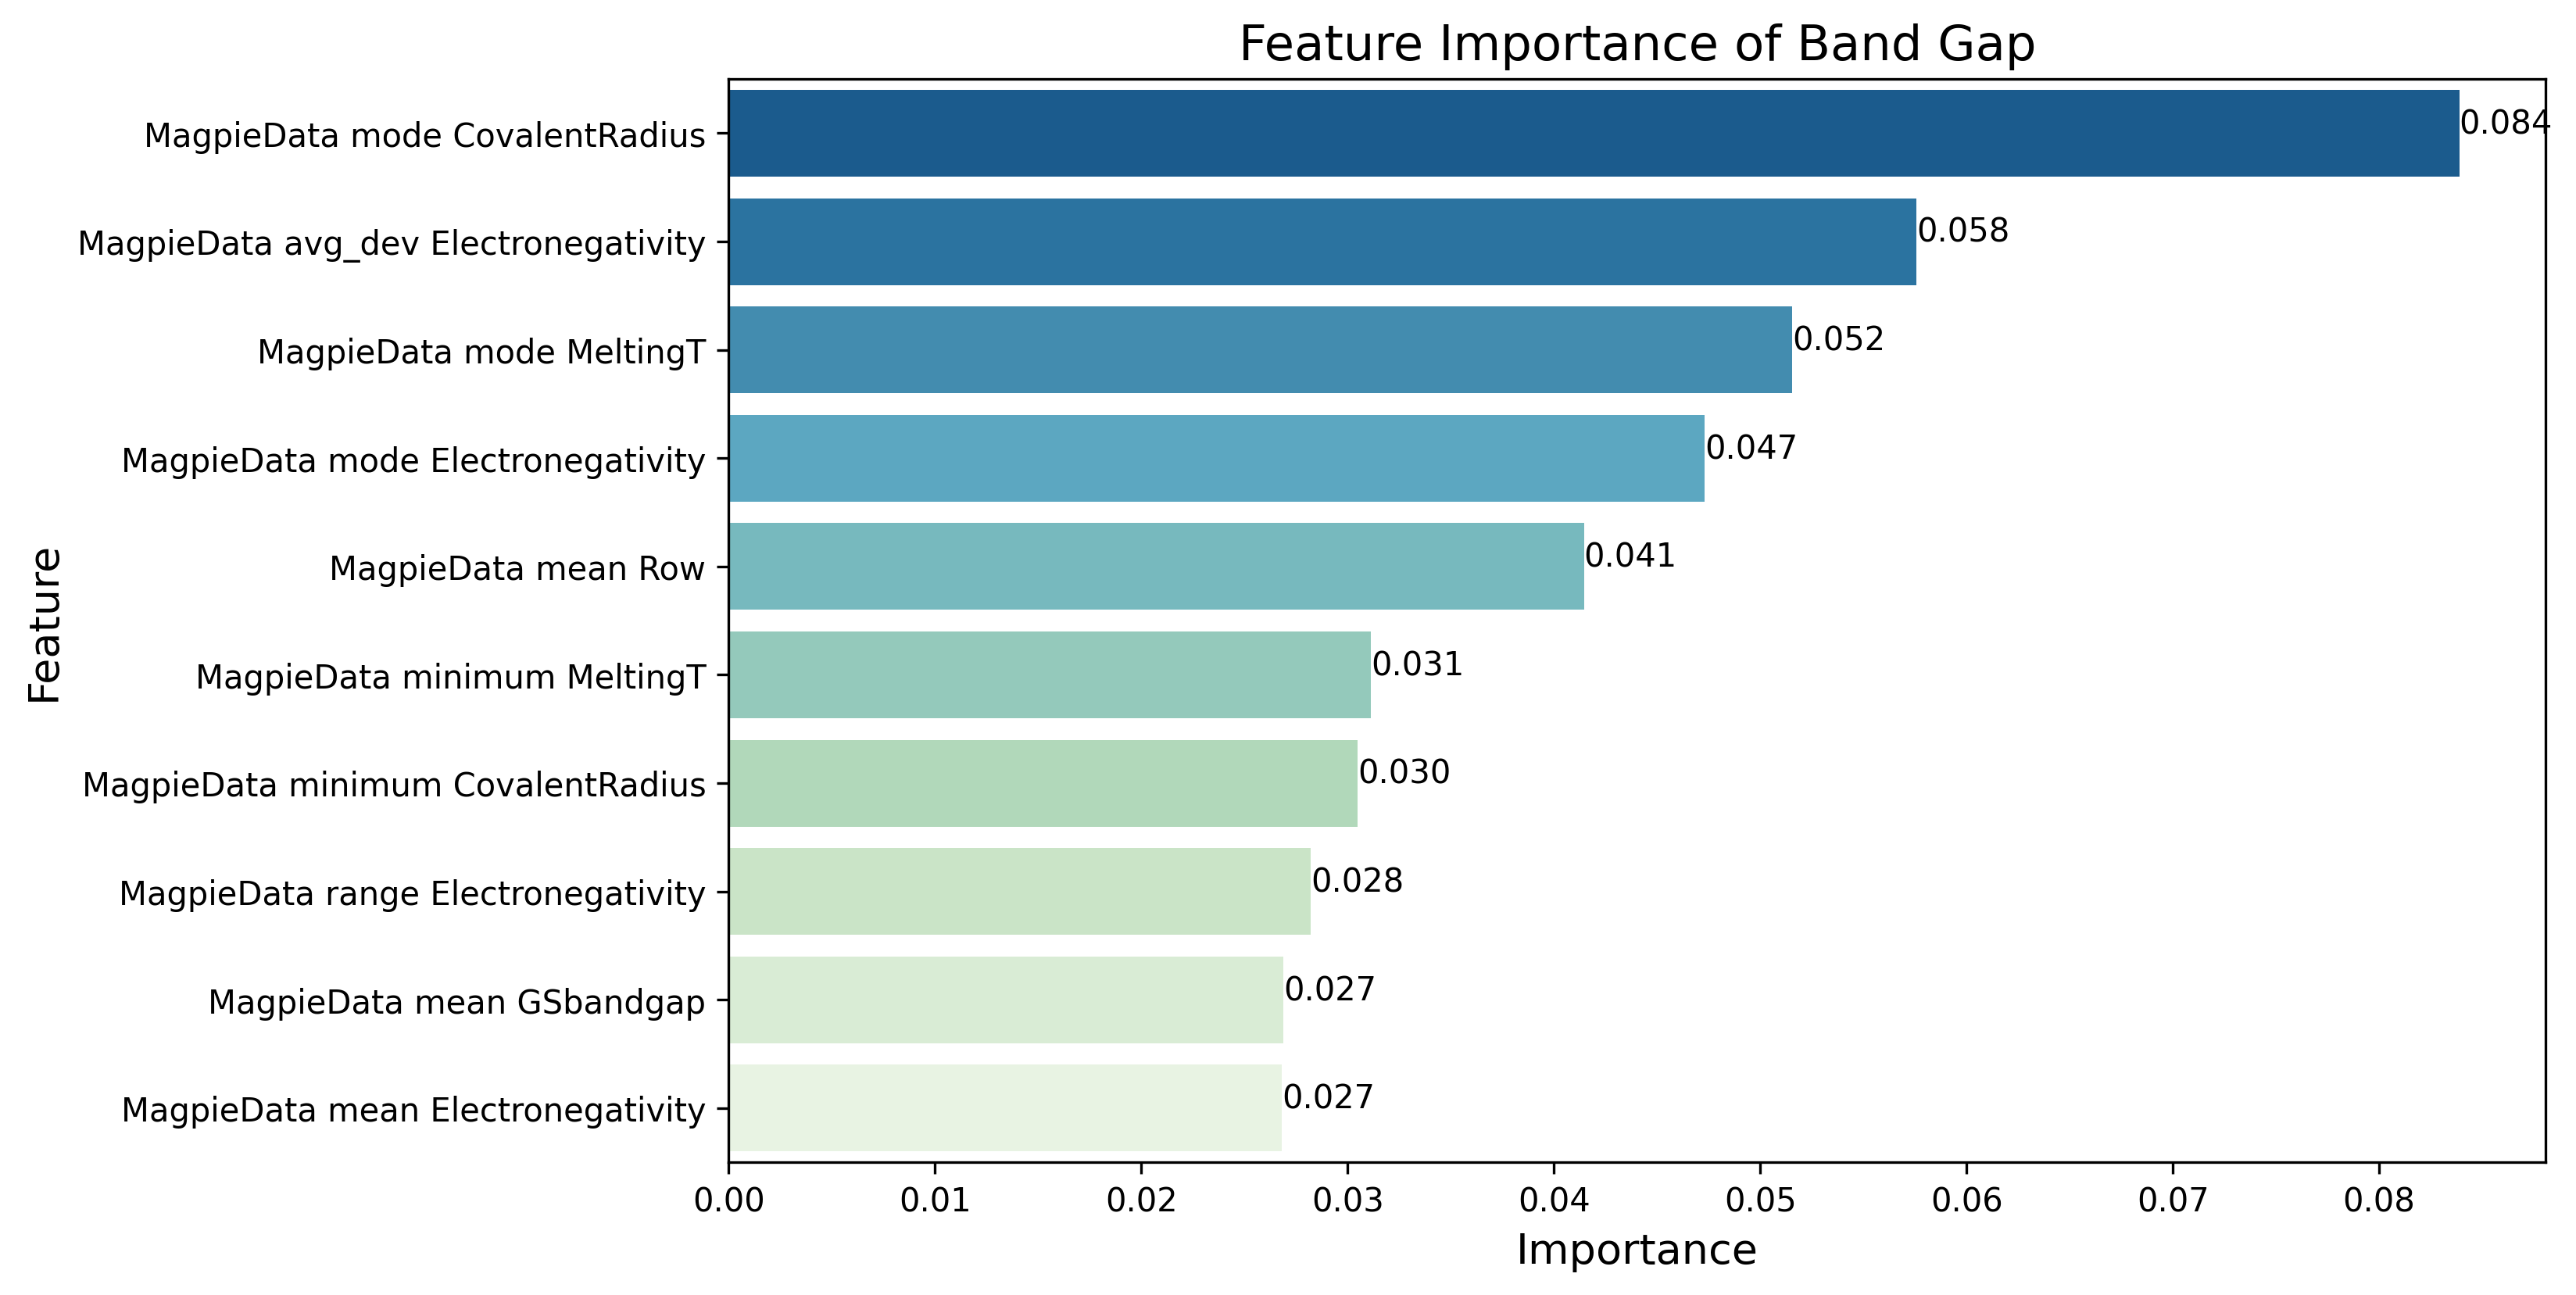 Feature Importance of Band Gap
MagpieData mode CovalentRadius
0.084
MagpieData avg_dev Electronegativity
0.058
MagpieData mode MeltingT
0.052
MagpieData mode Electronegativity
0.047
MagpieData mean Row
0.041
MagpieData minimum MeltingT
0.031
MagpieData minimum CovalentRadius
0.030
MagpieData range Electronegativity
0.028
MagpieData mean GSbandgap
0.027
MagpieData mean Electronegativity
0.027
Feature
0.00 0.01 0.02 0.03 0.04 0.05 0.06 0.07 0.08
Importance